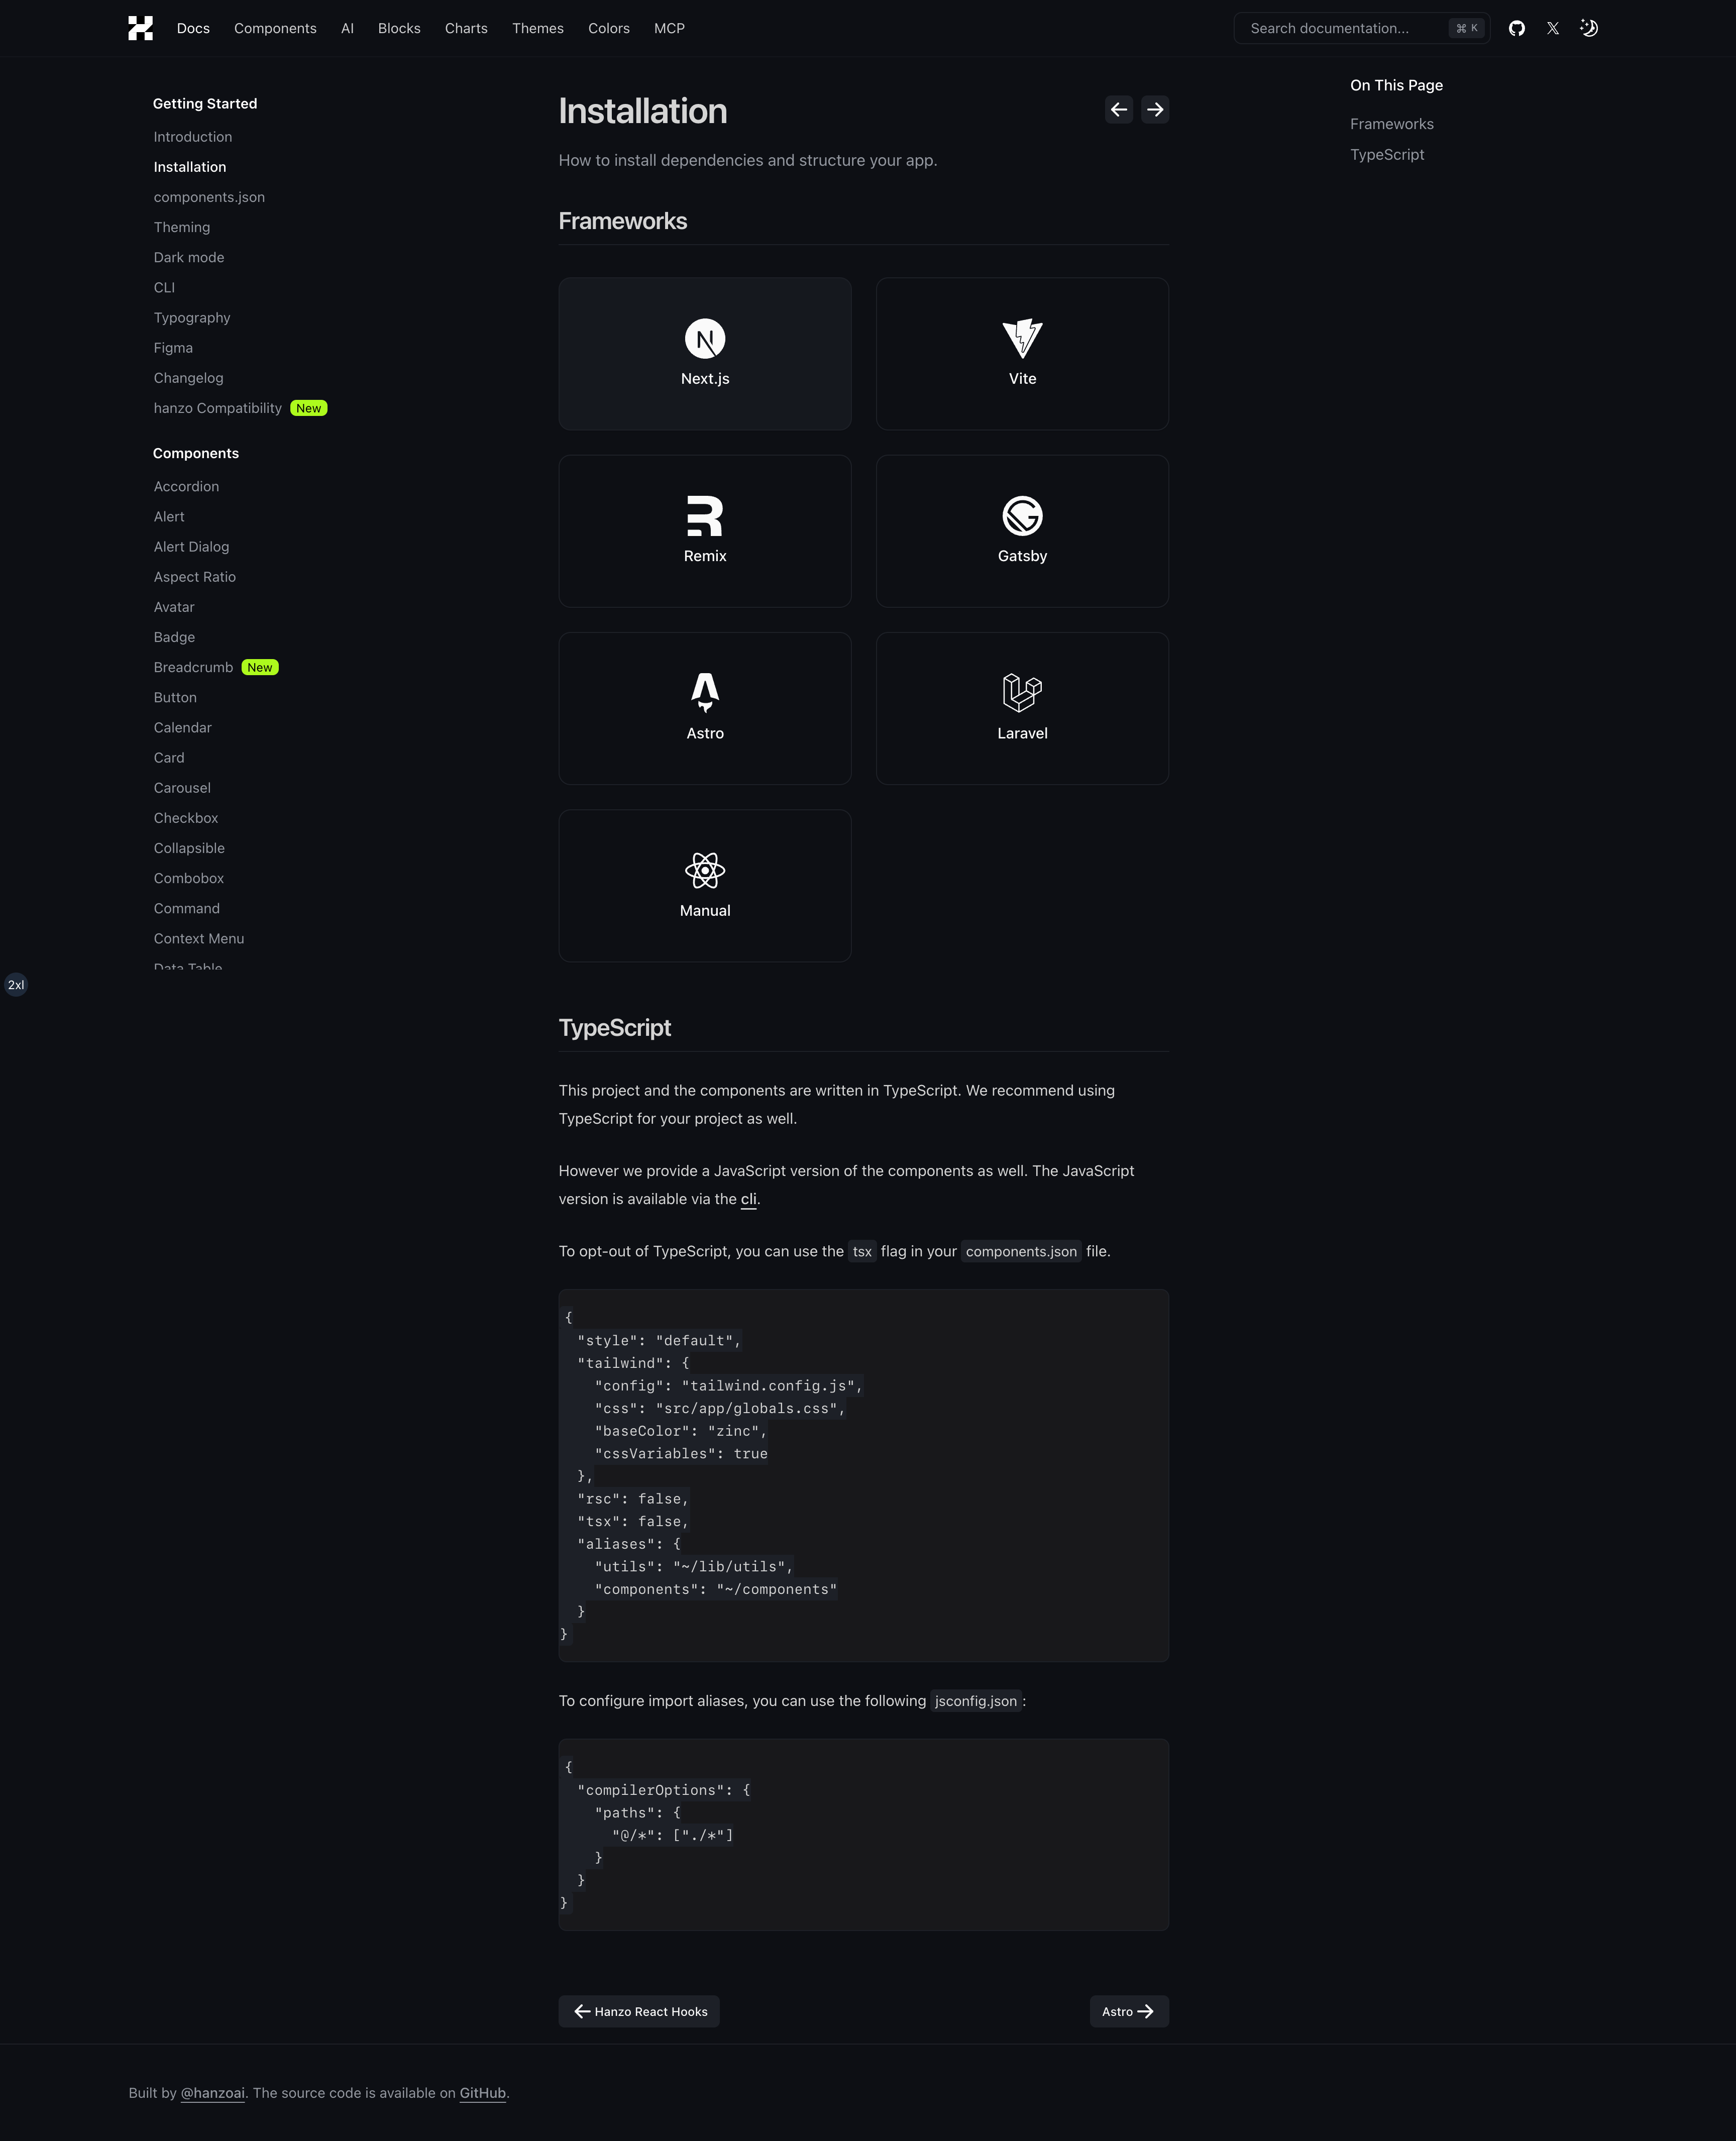 Docs Components AI Blocks Charts Themes Colors MCP Search documentation... ⌘ K
Getting Started
Introduction
Installation
components.json
Theming
Dark mode
CLI
Typography
Figma
Changelog
hanzo Compatibility New
Components
Accordion
Alert
Alert Dialog
Aspect Ratio
Avatar
Badge
Breadcrumb New
Button
Calendar
Card
Carousel
Checkbox
Collapsible
Combobox
Command
Context Menu
Data Table
2xl
Installation
How to install dependencies and structure your app.
Frameworks
Next.js
Vite
Remix
Gatsby
Astro
Laravel
Manual
TypeScript
This project and the components are written in TypeScript. We recommend using
TypeScript for your project as well.
However we provide a JavaScript version of the components as well. The JavaScript
version is available via the cli.
To opt-out of TypeScript, you can use the tsx flag in your components.json file.
{
  "style": "default",
  "tailwind": {
    "config": "tailwind.config.js",
    "css": "src/app/globals.css",
    "baseColor": "zinc",
    "cssVariables": true
  },
  "rsc": false,
  "tsx": false,
  "aliases": {
    "utils": "~/lib/utils",
    "components": "~/components"
  }
}
To configure import aliases, you can use the following jsconfig.json :
{
  "compilerOptions": {
    "paths": {
      "@/*": ["./*"]
    }
  }
}
Hanzo React Hooks
Astro
On This Page
Frameworks
TypeScript
Built by @hanzoai. The source code is available on GitHub.